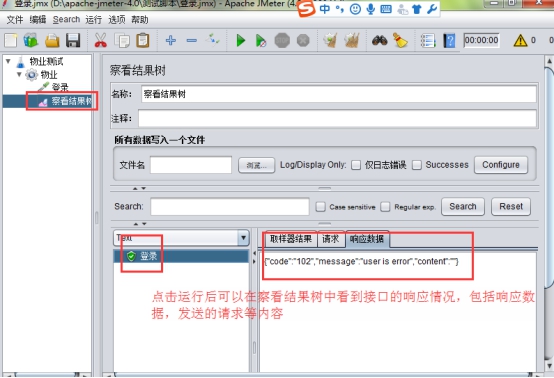 登录.jmx (D:\apache-jmeter-4.0\测试脚本\登录.jmx) - Apache JMeter (4.0
中
文件 编辑 Search 运行 选项 帮助
00:00:00 0
物业测试
物业
登录
察看结果树
察看结果树
名称: 察看结果树
注释:
所有数据写入一个文件
文件名 浏览... Log/Display Only: 仅日志错误 Successes Configure
Search: Case sensitive Regular exp. Search Reset
Text
登录
取样器结果 请求 响应数据
{"code":"102","message":"user is error","content":""}
点击运行后可以在察看结果树中看到接口的响应情况，包括响应数
据，发送的请求等内容